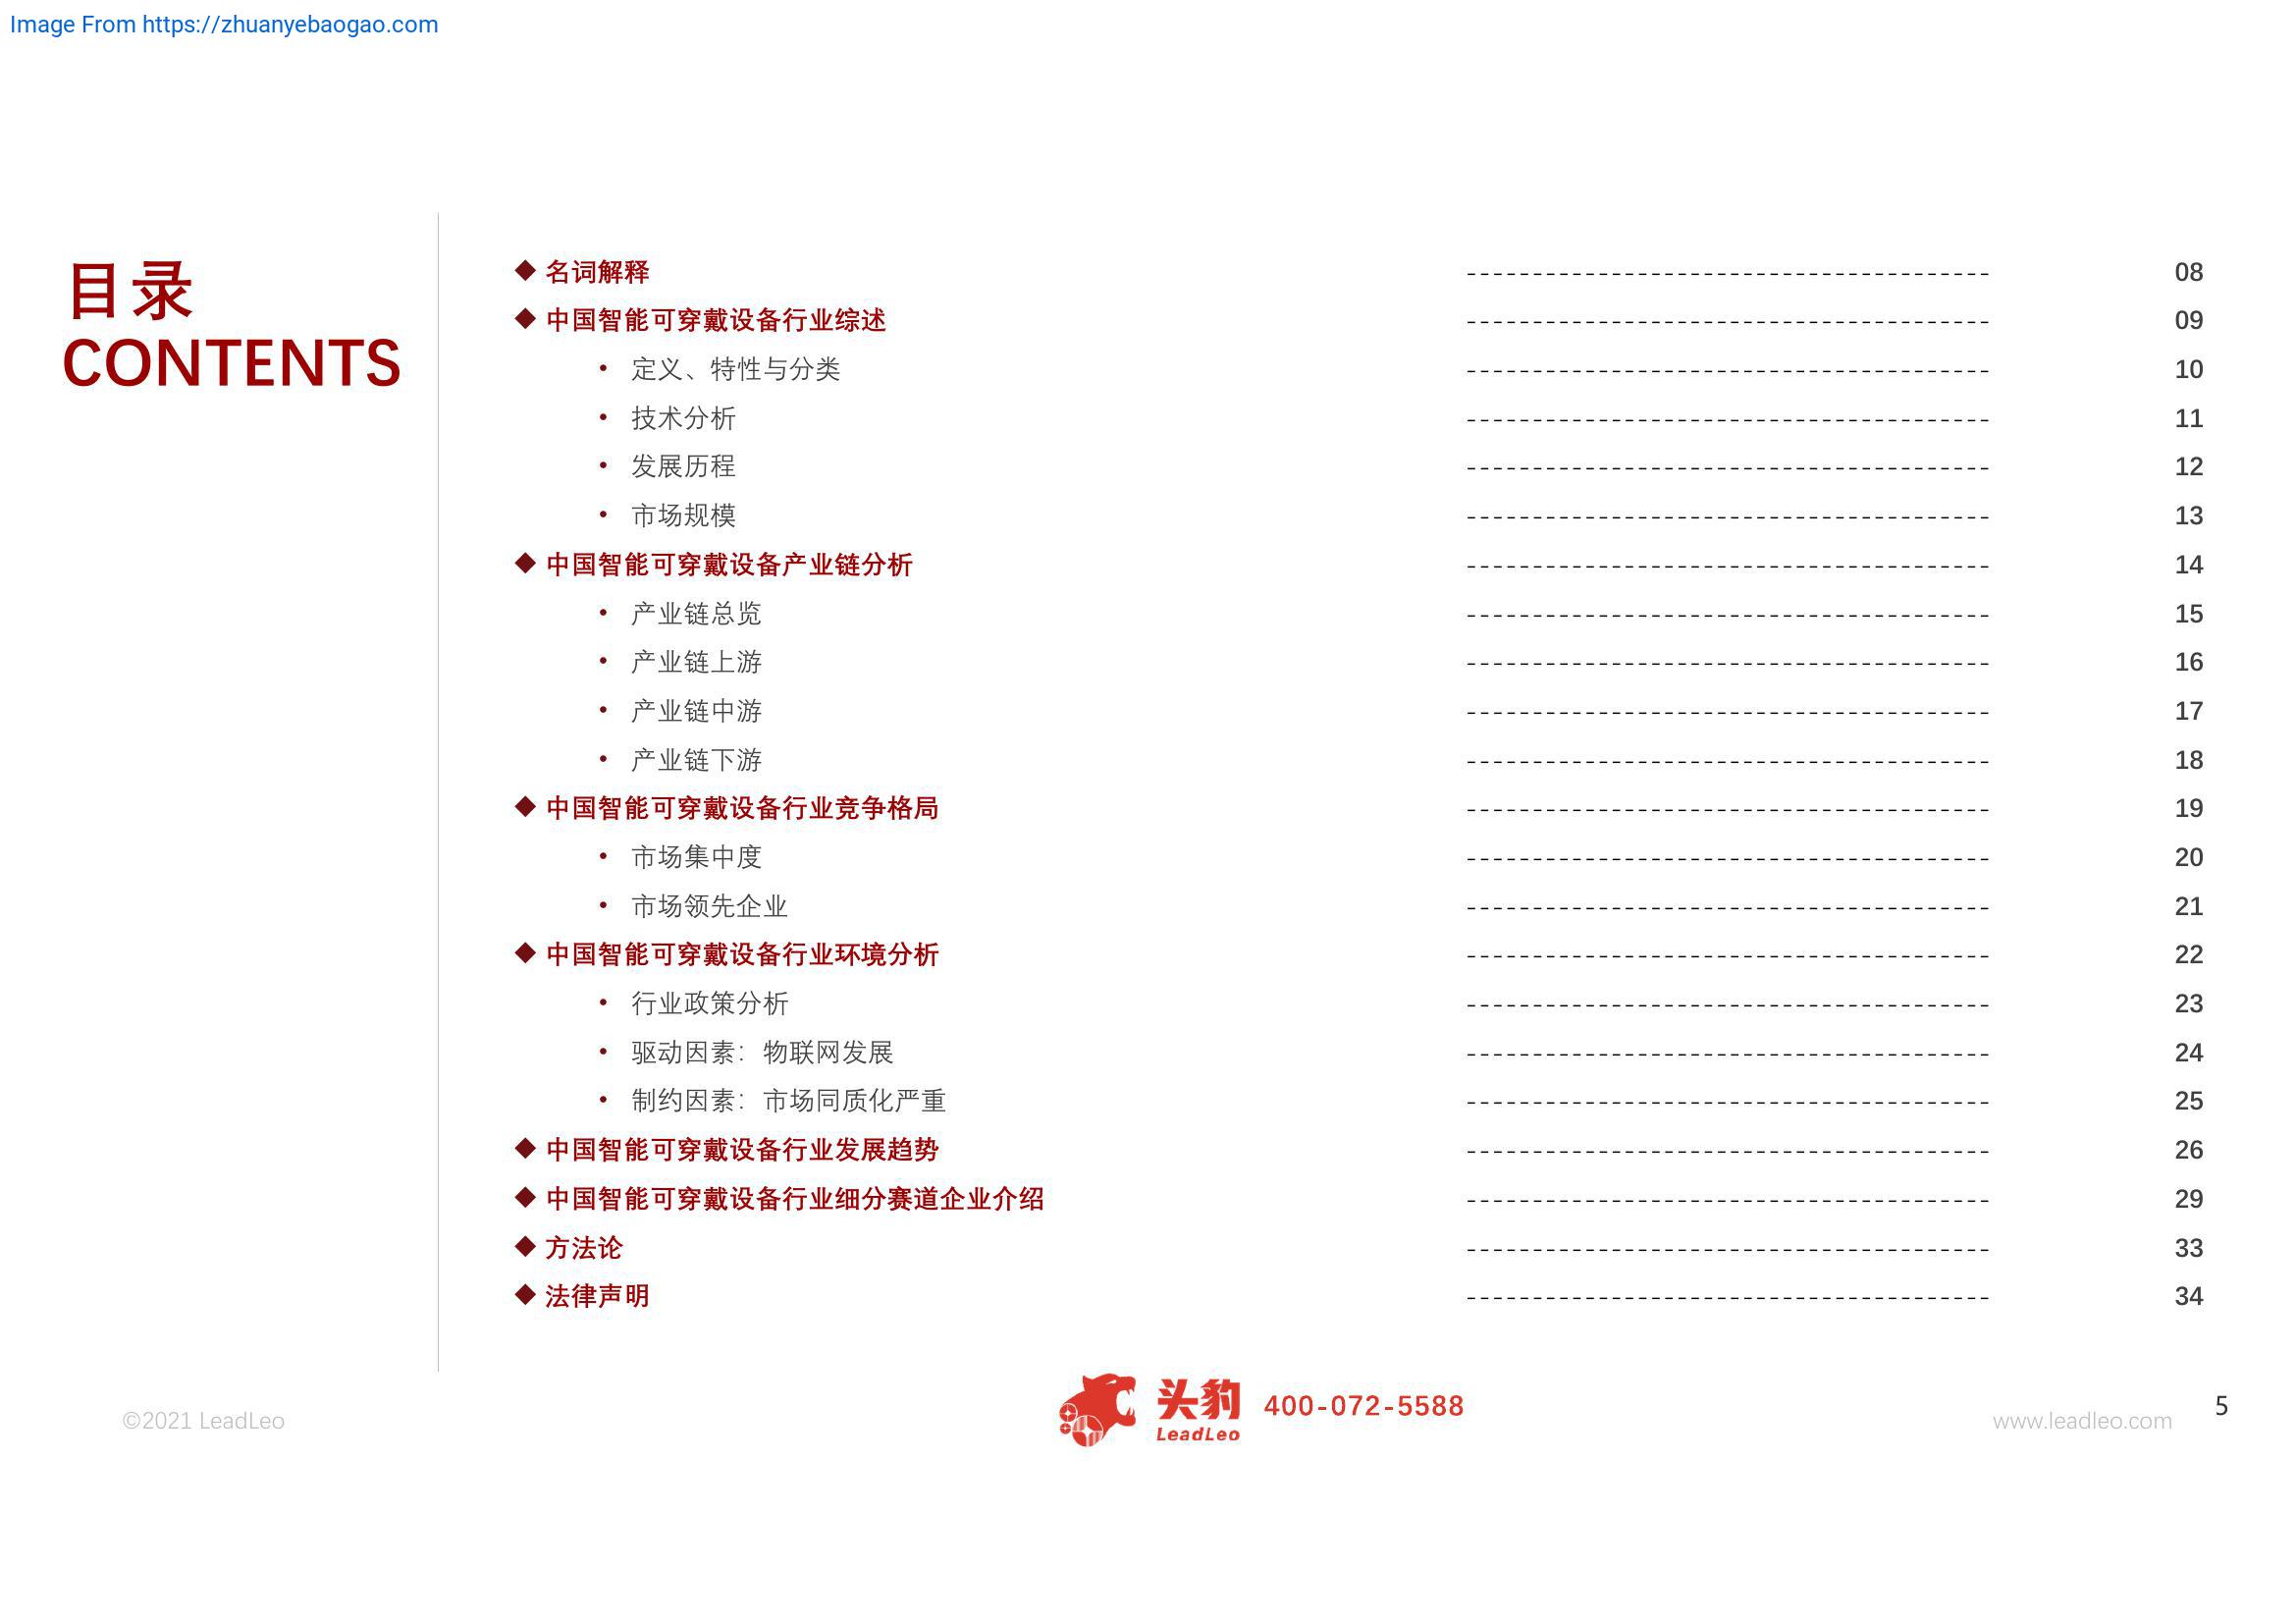 Image From https://zhuanyebaogao.com
目录
CONTENTS
◆ 名词解释 ---------------------------------------- 08
◆ 中国智能可穿戴设备行业综述 ---------------------------------------- 09
• 定义、特性与分类 ---------------------------------------- 10
• 技术分析 ---------------------------------------- 11
• 发展历程 ---------------------------------------- 12
• 市场规模 ---------------------------------------- 13
◆ 中国智能可穿戴设备产业链分析 ---------------------------------------- 14
• 产业链总览 ---------------------------------------- 15
• 产业链上游 ---------------------------------------- 16
• 产业链中游 ---------------------------------------- 17
• 产业链下游 ---------------------------------------- 18
◆ 中国智能可穿戴设备行业竞争格局 ---------------------------------------- 19
• 市场集中度 ---------------------------------------- 20
• 市场领先企业 ---------------------------------------- 21
◆ 中国智能可穿戴设备行业环境分析 ---------------------------------------- 22
• 行业政策分析 ---------------------------------------- 23
• 驱动因素：物联网发展 ---------------------------------------- 24
• 制约因素：市场同质化严重 ---------------------------------------- 25
◆ 中国智能可穿戴设备行业发展趋势 ---------------------------------------- 26
◆ 中国智能可穿戴设备行业细分赛道企业介绍 ---------------------------------------- 29
◆ 方法论 ---------------------------------------- 33
◆ 法律声明 ---------------------------------------- 34
©2021 LeadLeo
头豹
LeadLeo
400-072-5588
www.leadleo.com
5